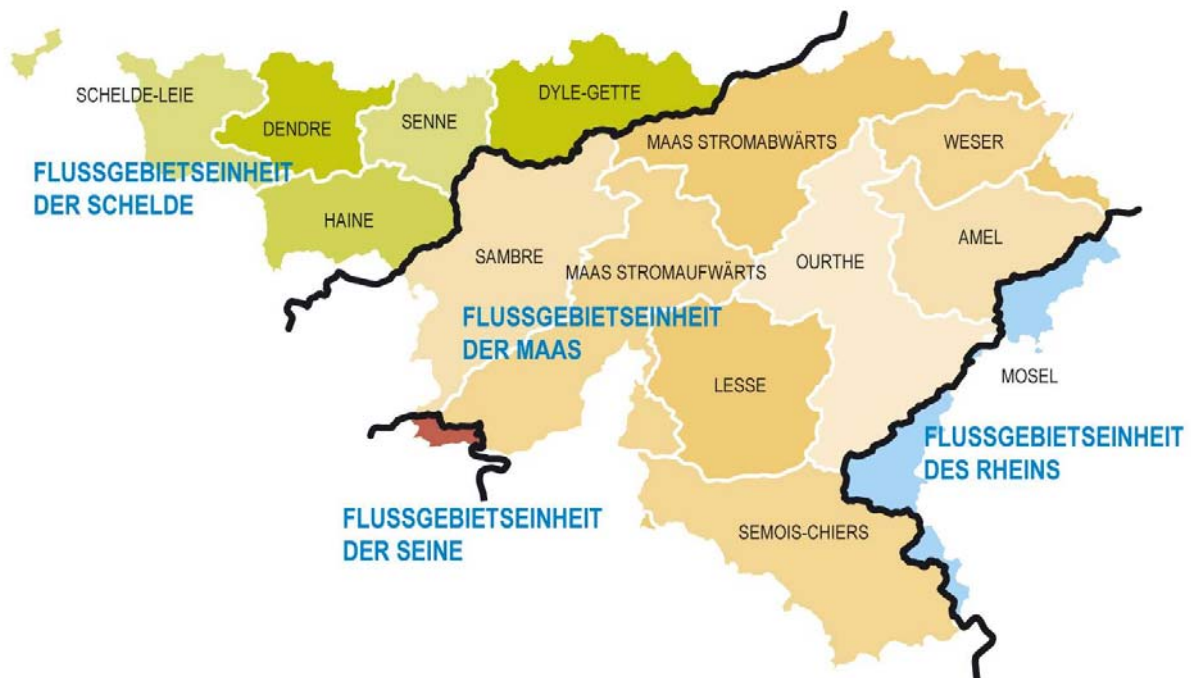 SCHELDE-LEIE
DENDRE
SENNE
DYLE-GETTE
FLUSSGEBIETSEINHEIT
DER SCHELDE
HAINE
MAAS STROMABWÄRTS
WESER
SAMBRE
MAAS STROMAUFWÄRTS
OURTHE
AMEL
FLUSSGEBIETSEINHEIT
DER MAAS
LESSE
MOSEL
FLUSSGEBIETSEINHEIT
DES RHEINS
FLUSSGEBIETSEINHEIT
DER SEINE
SEMOIS-CHIERS